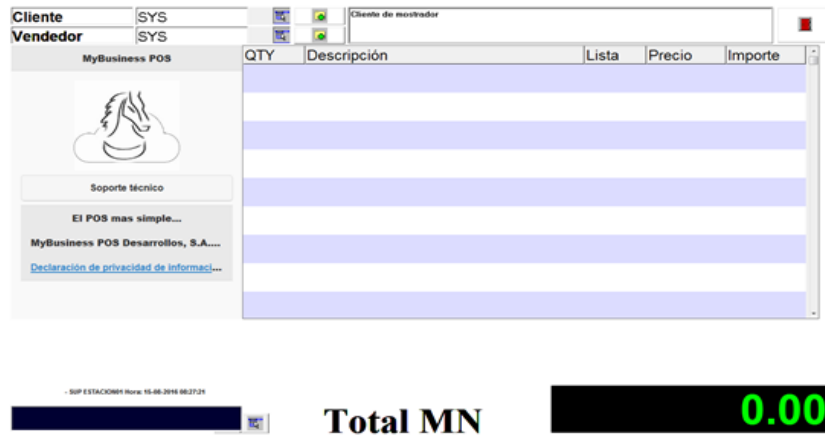 Cliente SYS
Cliente de mostrador
Vendedor SYS
MyBusiness POS
QTY Descripción Lista Precio Importe
Soporte técnico
El POS mas simple...
MyBusiness POS Desarrollos, S.A....
Declaración de privacidad de informaci...
- SUP ESTACION01 Hora: 15-08-2016 08:27:21
Total MN 0.00